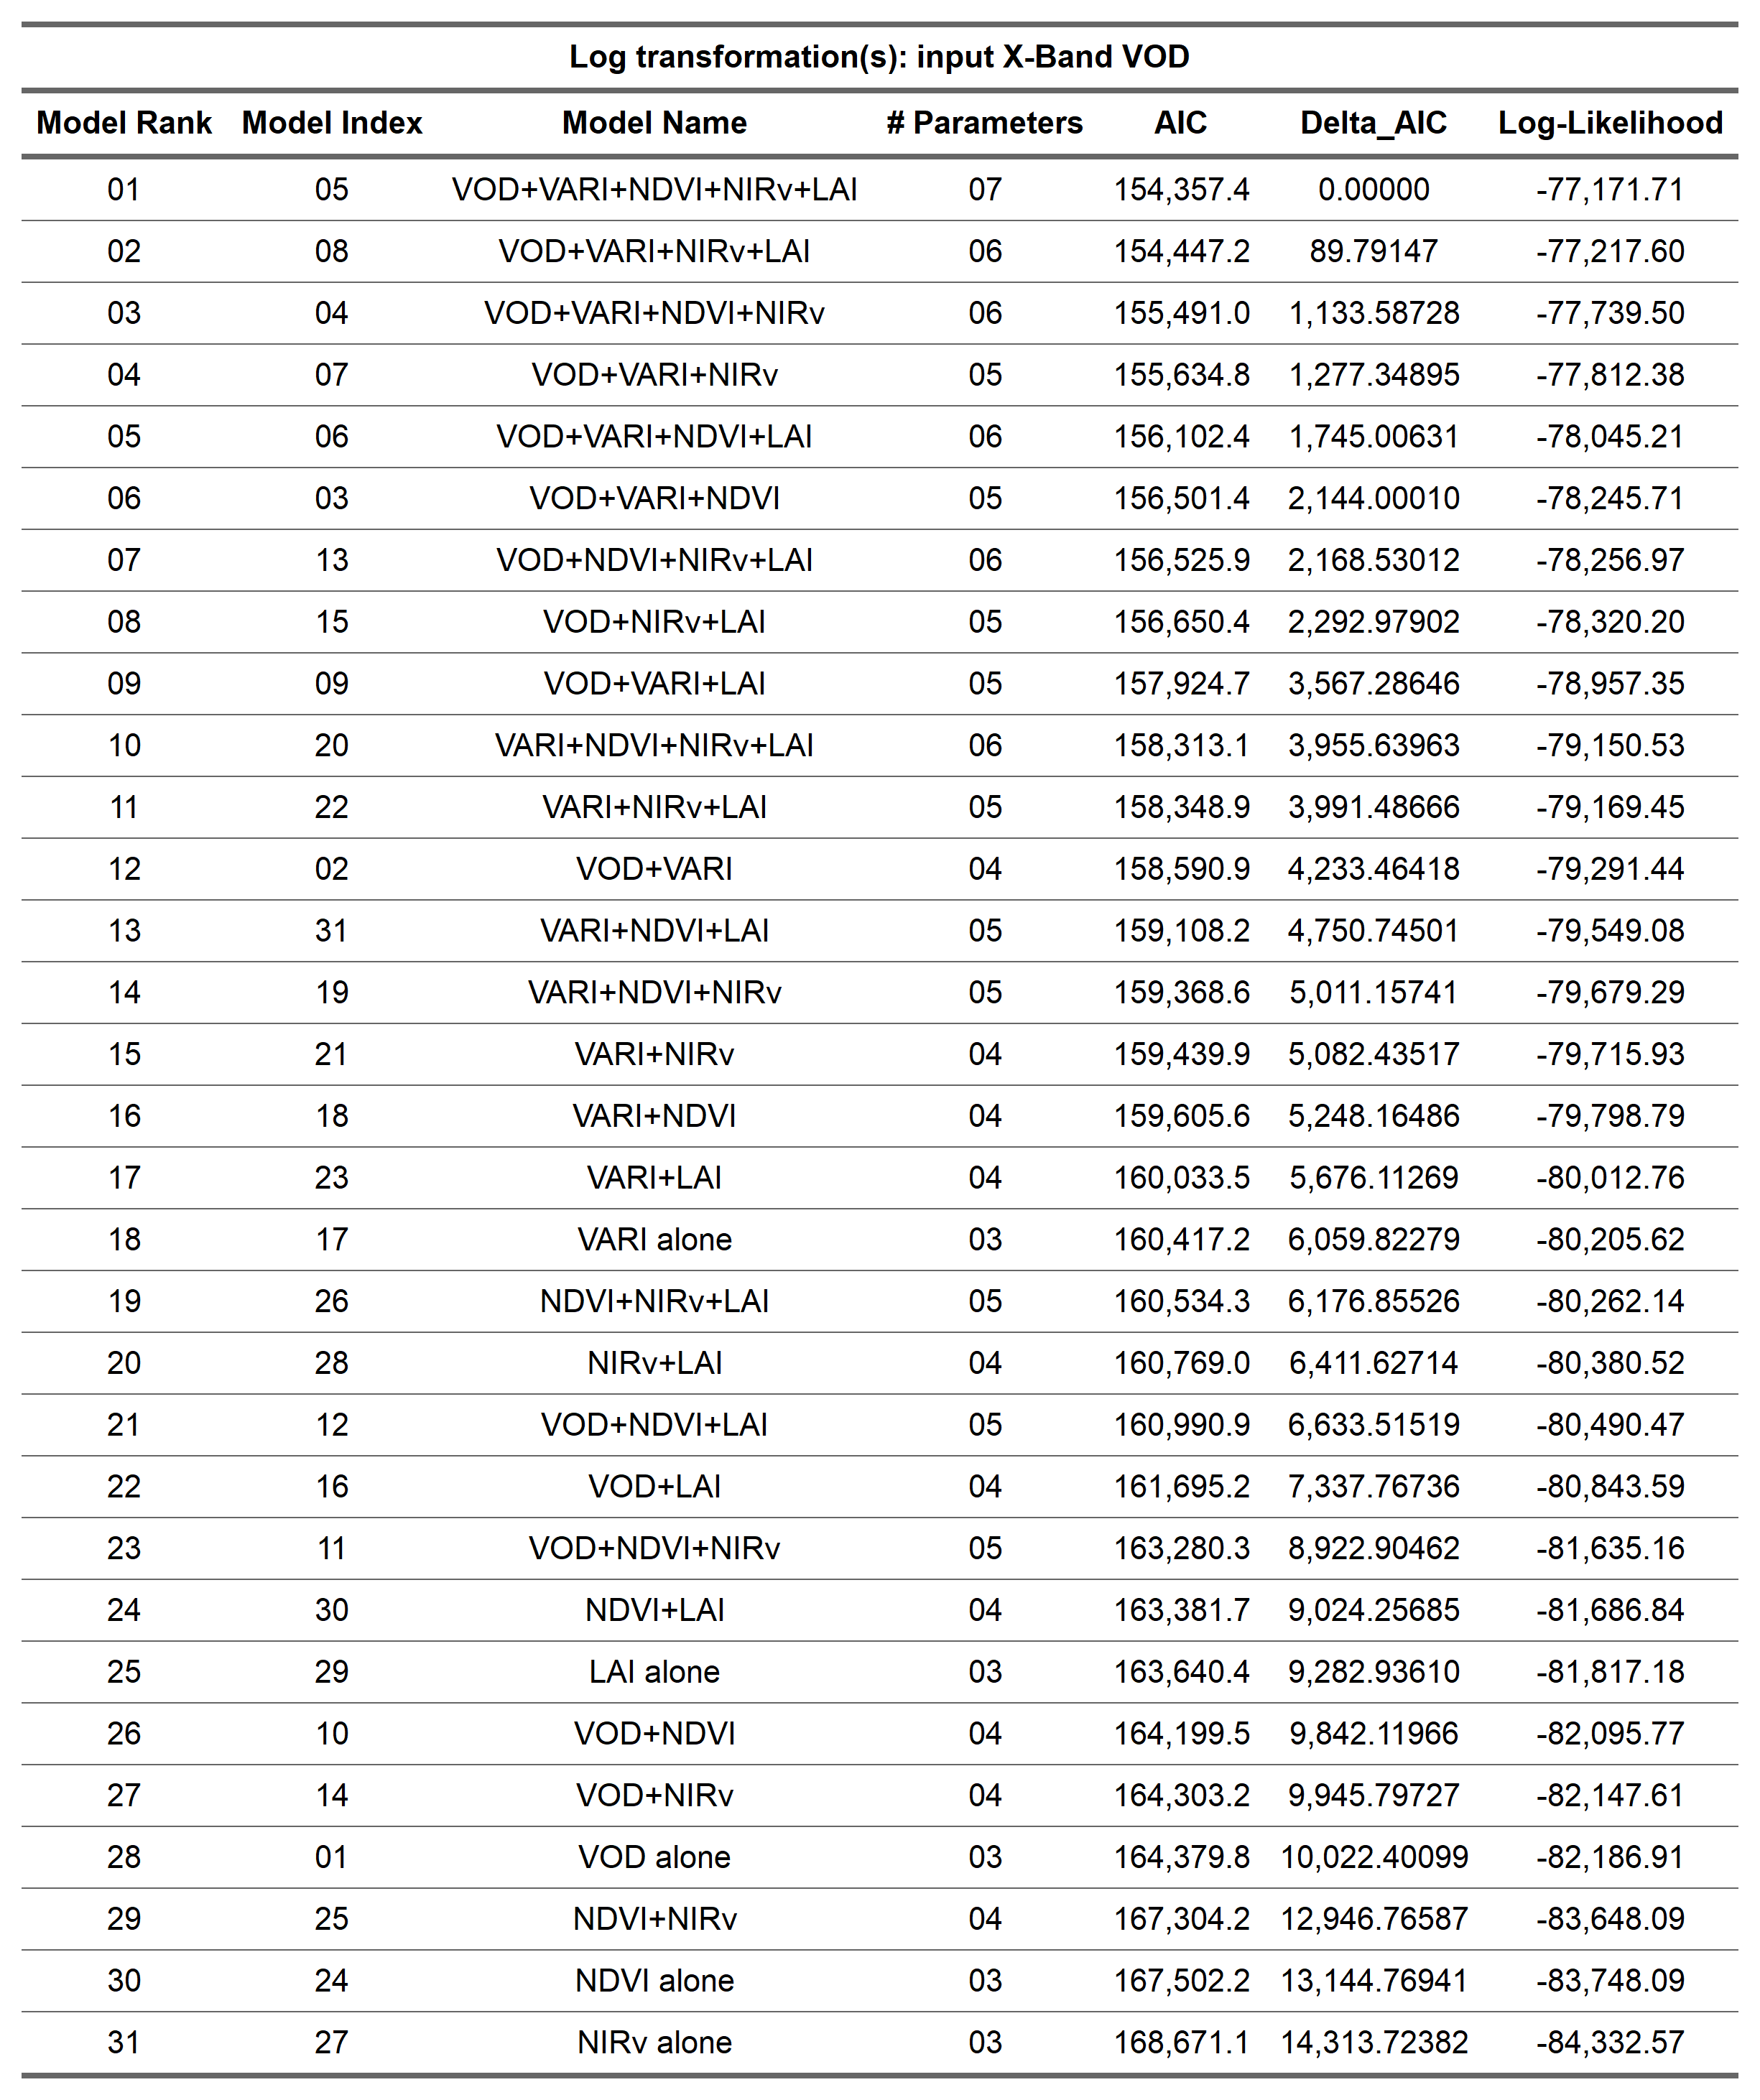 Log transformation(s): input X-Band VOD
Model Rank Model Index Model Name # Parameters AIC Delta_AIC Log-Likelihood
01 05 VOD+VARI+NDVI+NIRv+LAI 07 154,357.4 0.00000 -77,171.71
02 08 VOD+VARI+NIRv+LAI 06 154,447.2 89.79147 -77,217.60
03 04 VOD+VARI+NDVI+NIRv 06 155,491.0 1,133.58728 -77,739.50
04 07 VOD+VARI+NIRv 05 155,634.8 1,277.34895 -77,812.38
05 06 VOD+VARI+NDVI+LAI 06 156,102.4 1,745.00631 -78,045.21
06 03 VOD+VARI+NDVI 05 156,501.4 2,144.00010 -78,245.71
07 13 VOD+NDVI+NIRv+LAI 06 156,525.9 2,168.53012 -78,256.97
08 15 VOD+NIRv+LAI 05 156,650.4 2,292.97902 -78,320.20
09 09 VOD+VARI+LAI 05 157,924.7 3,567.28646 -78,957.35
10 20 VARI+NDVI+NIRv+LAI 06 158,313.1 3,955.63963 -79,150.53
11 22 VARI+NIRv+LAI 05 158,348.9 3,991.48666 -79,169.45
12 02 VOD+VARI 04 158,590.9 4,233.46418 -79,291.44
13 31 VARI+NDVI+LAI 05 159,108.2 4,750.74501 -79,549.08
14 19 VARI+NDVI+NIRv 05 159,368.6 5,011.15741 -79,679.29
15 21 VARI+NIRv 04 159,439.9 5,082.43517 -79,715.93
16 18 VARI+NDVI 04 159,605.6 5,248.16486 -79,798.79
17 23 VARI+LAI 04 160,033.5 5,676.11269 -80,012.76
18 17 VARI alone 03 160,417.2 6,059.82279 -80,205.62
19 26 NDVI+NIRv+LAI 05 160,534.3 6,176.85526 -80,262.14
20 28 NIRv+LAI 04 160,769.0 6,411.62714 -80,380.52
21 12 VOD+NDVI+LAI 05 160,990.9 6,633.51519 -80,490.47
22 16 VOD+LAI 04 161,695.2 7,337.76736 -80,843.59
23 11 VOD+NDVI+NIRv 05 163,280.3 8,922.90462 -81,635.16
24 30 NDVI+LAI 04 163,381.7 9,024.25685 -81,686.84
25 29 LAI alone 03 163,640.4 9,282.93610 -81,817.18
26 10 VOD+NDVI 04 164,199.5 9,842.11966 -82,095.77
27 14 VOD+NIRv 04 164,303.2 9,945.79727 -82,147.61
28 01 VOD alone 03 164,379.8 10,022.40099 -82,186.91
29 25 NDVI+NIRv 04 167,304.2 12,946.76587 -83,648.09
30 24 NDVI alone 03 167,502.2 13,144.76941 -83,748.09
31 27 NIRv alone 03 168,671.1 14,313.72382 -84,332.57